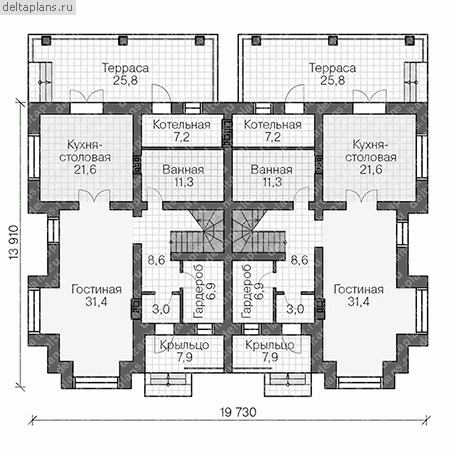 deltaplans.ru
Терраса
25,8
Терраса
25,8
Котельная
7,2
Котельная
7,2
Кухня-
столовая
21,6
Кухня-
столовая
21,6
Ванная
11,3
Ванная
11,3
8,6
8,6
Гостиная
31,4
Гостиная
31,4
Гардероб
6,9
Гардероб
6,9
3,0
3,0
Крыльцо
7,9
Крыльцо
7,9
13 910
19 730